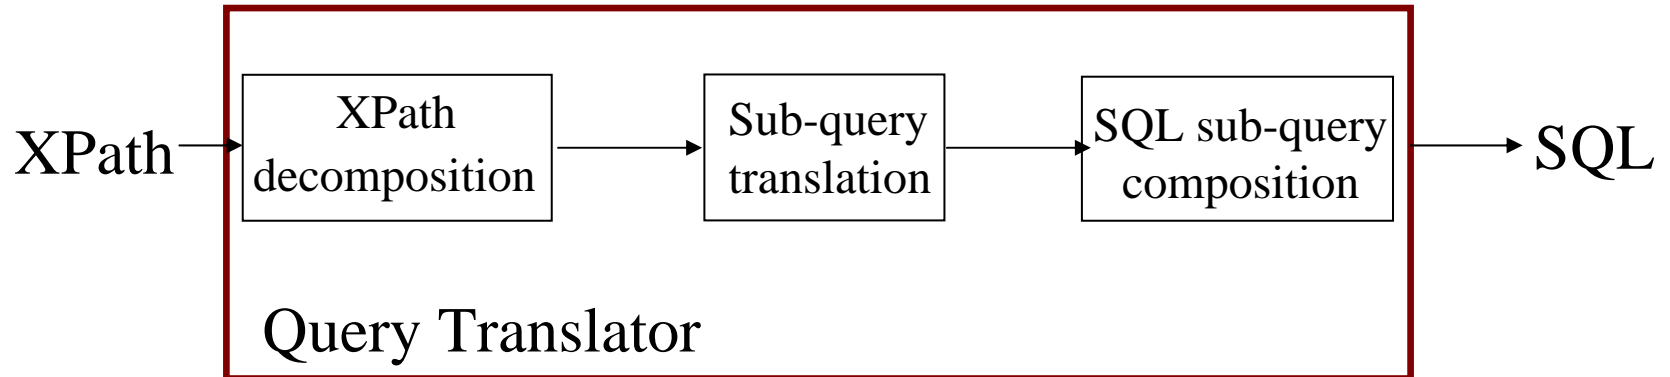 XPath
XPath
decomposition
Sub-query
translation
SQL sub-query
composition
SQL
Query Translator